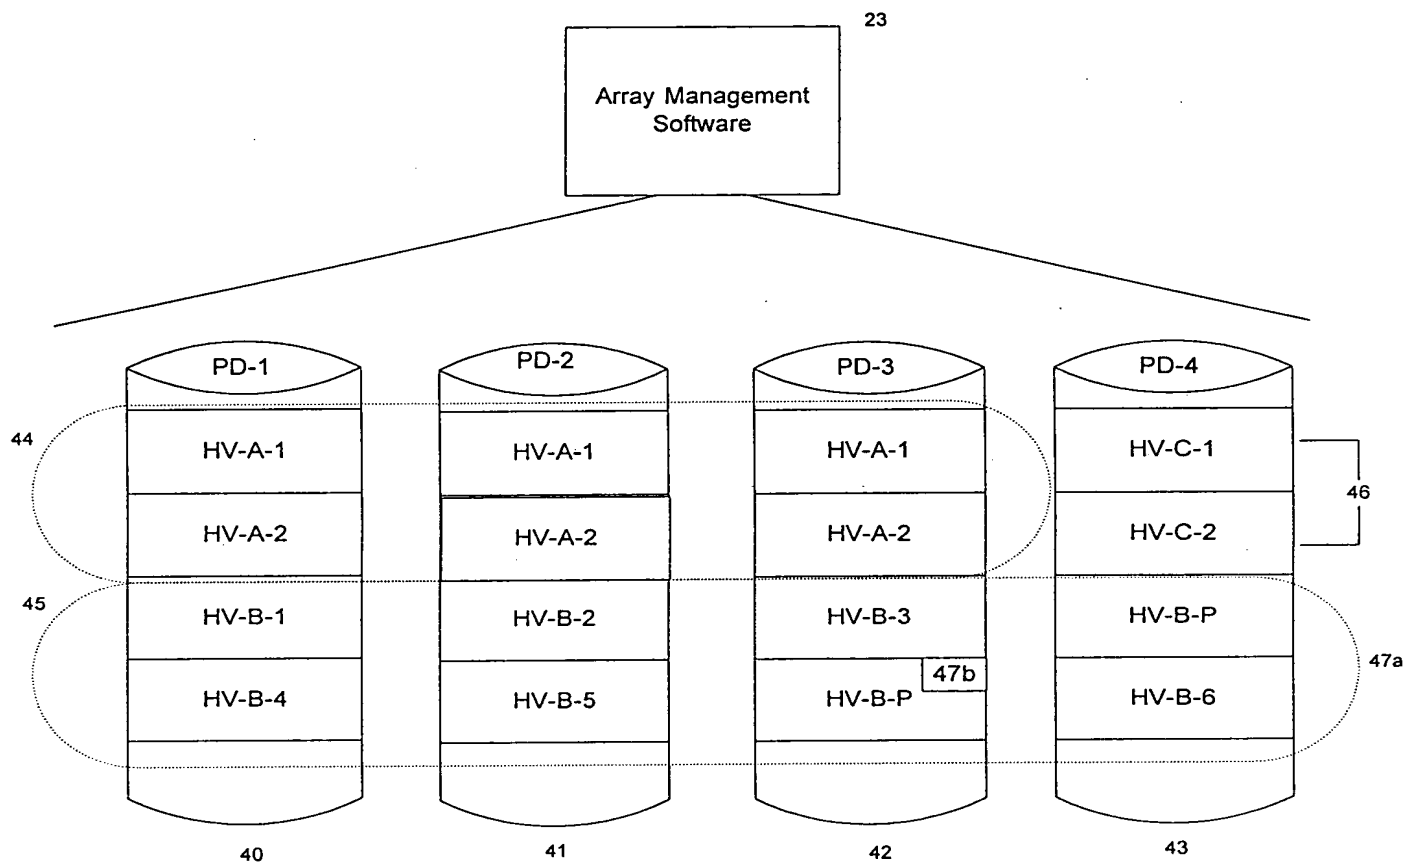 23
Array Management
Software
PD-1
PD-2
PD-3
PD-4
44
HV-A-1
HV-A-1
HV-A-1
HV-C-1
46
HV-A-2
HV-A-2
HV-A-2
HV-C-2
45
HV-B-1
HV-B-2
HV-B-3
HV-B-P
47a
47b
HV-B-4
HV-B-5
HV-B-P
HV-B-6
40
41
42
43